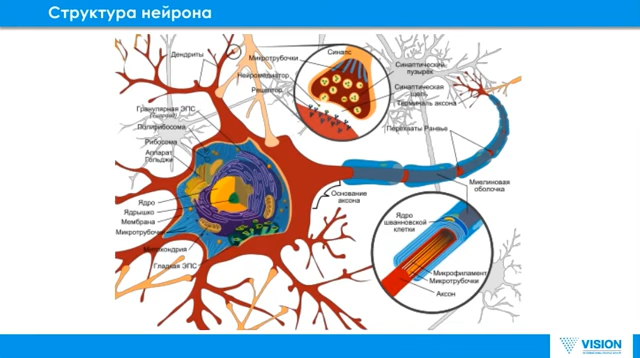 Структура нейрона
Дендриты
Микротрубочки
Синапс
Нейромедиатор
Рецептор
Синаптический
пузырёк
Синаптическая
щель
Терминаль аксона
Перехваты Ранвье
Гранулярная ЭПС
Полирибосома
Рибосома
Аппарат
Гольджи
Ядро
Ядрышко
Мембрана
Микротрубочки
Митохондрия
Гладкая ЭПС
Основание
аксона
Миелиновая
оболочка
Ядро
шванновской
клетки
Микрофиламент
Микротрубочки
Аксон
VISION